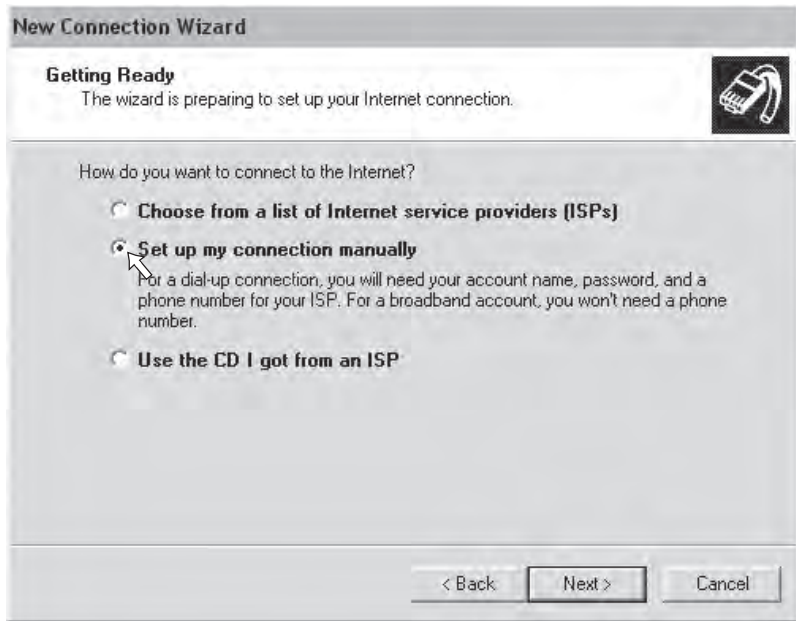 New Connection Wizard
Getting Ready
The wizard is preparing to set up your Internet connection.
How do you want to connect to the Internet?
Choose from a list of Internet service providers (ISPs)
Set up my connection manually
For a dial-up connection, you will need your account name, password, and a
phone number for your ISP. For a broadband account, you won't need a phone
number.
Use the CD I got from an ISP
< Back
Next >
Cancel